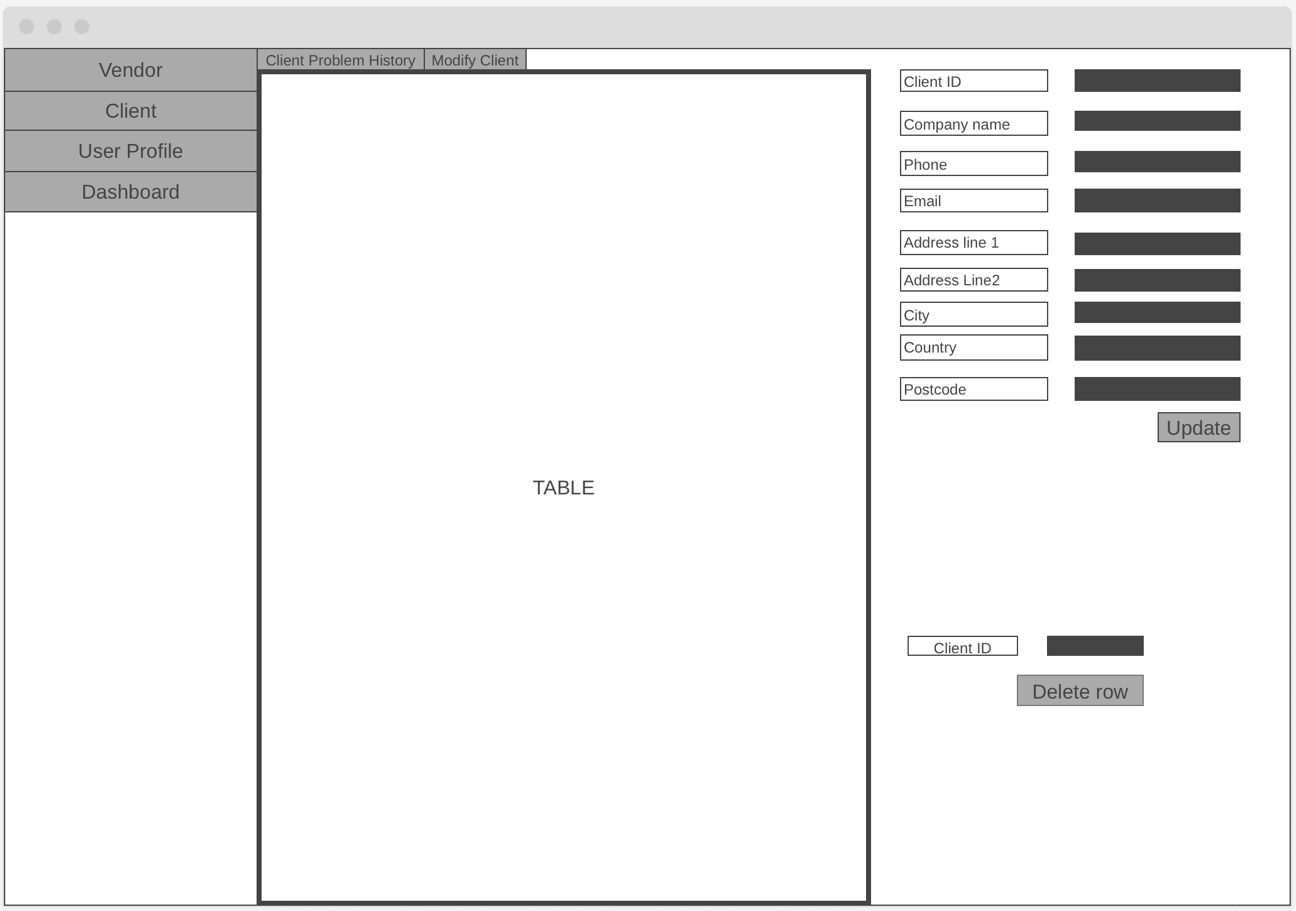 Vendor
Client
User Profile
Dashboard
Client Problem History
Modify Client
TABLE
Client ID
Company name
Phone
Email
Address line 1
Address Line2
City
Country
Postcode
Update
Client ID
Delete row